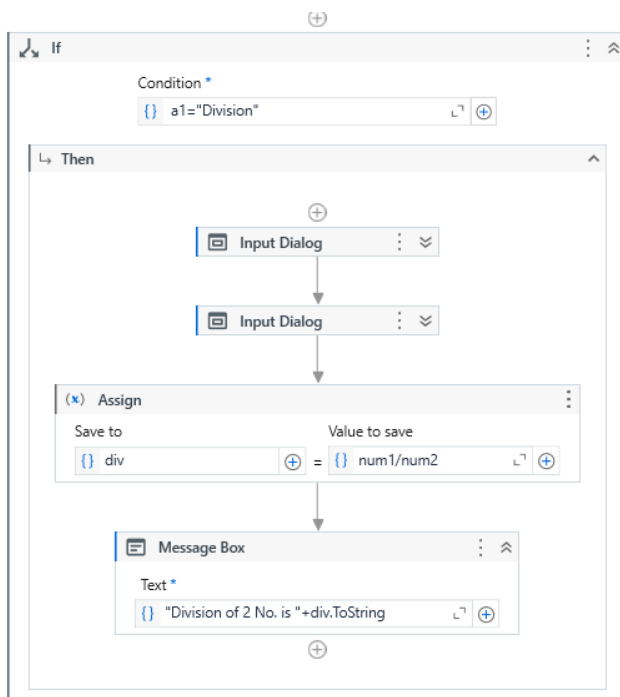 If
Condition *
{} a1="Division"
Then
Input Dialog
Input Dialog
(x) Assign
Save to Value to save
{} div = {} num1/num2
Message Box
Text *
{} "Division of 2 No. is "+div.ToString